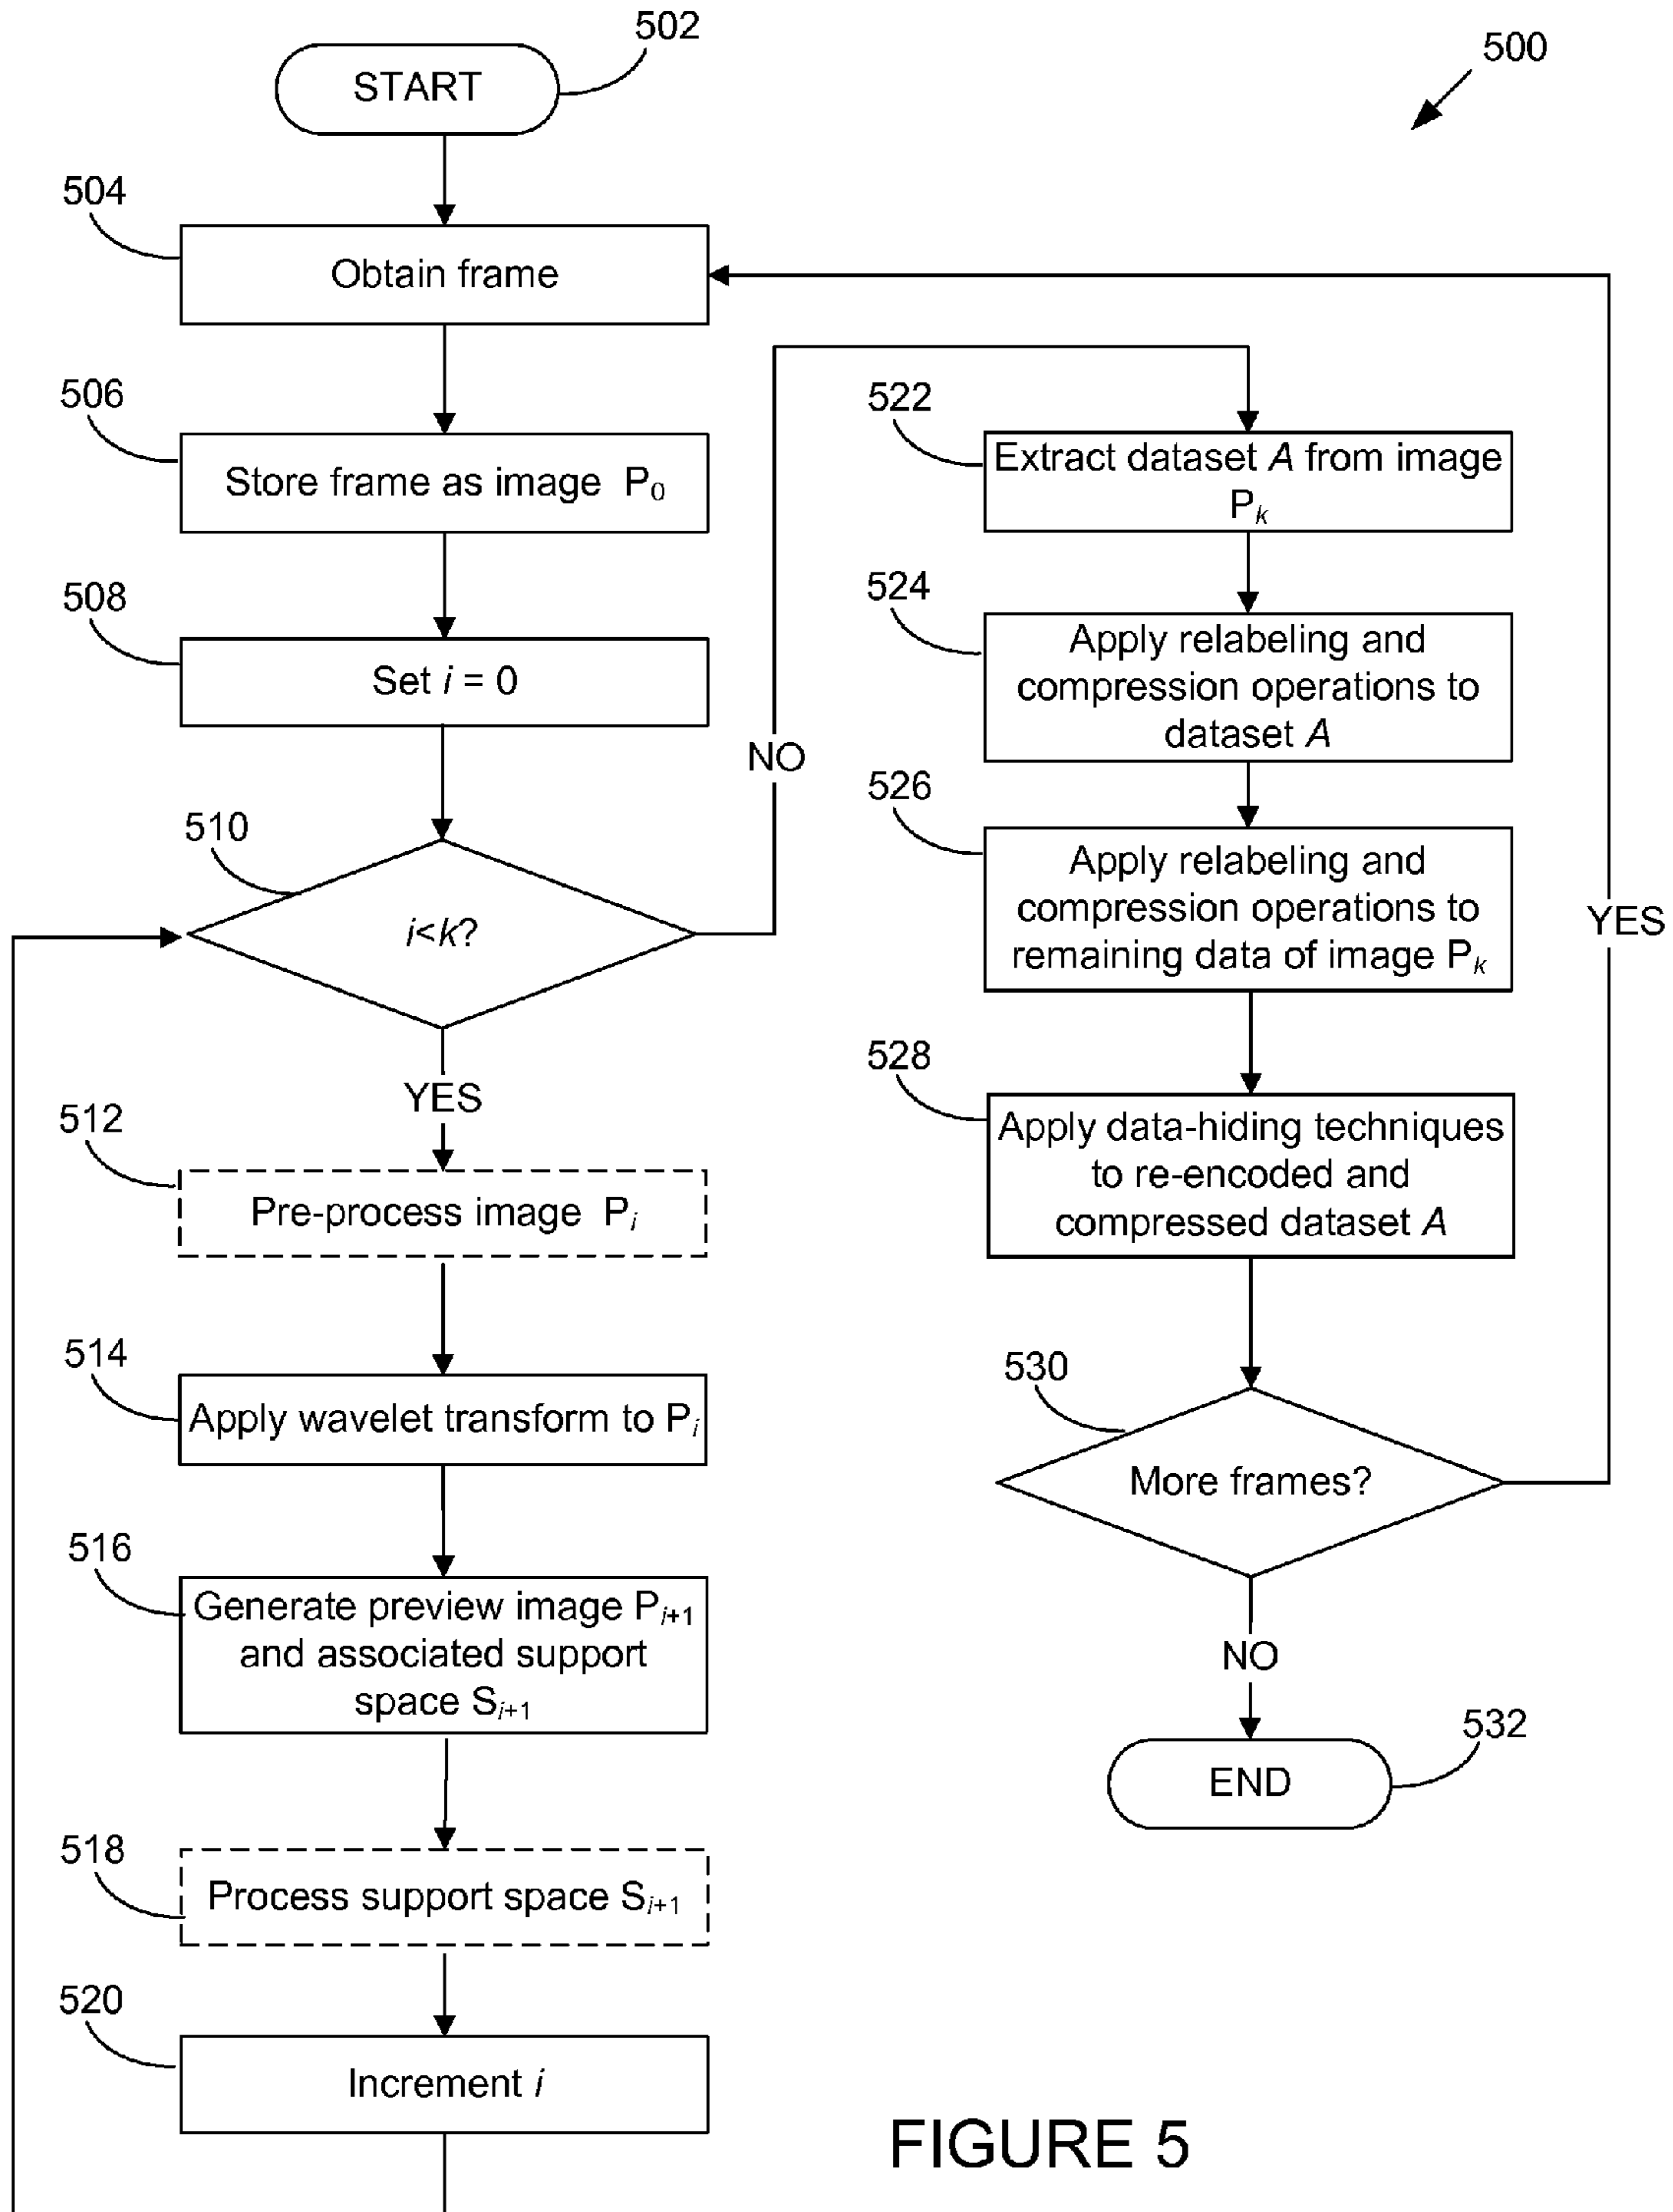 502
START
500
504
Obtain frame
506
Store frame as image P₀
508
Set i = 0
510
i<k?
NO
YES
512
Pre-process image Pᵢ
514
Apply wavelet transform to Pᵢ
516
Generate preview image Pᵢ₊₁
and associated support
space Sᵢ₊₁
518
Process support space Sᵢ₊₁
520
Increment i
522
Extract dataset A from image
Pₖ
524
Apply relabeling and
compression operations to
dataset A
526
Apply relabeling and
compression operations to
remaining data of image Pₖ
528
Apply data-hiding techniques
to re-encoded and
compressed dataset A
530
More frames?
YES
NO
532
END
FIGURE 5